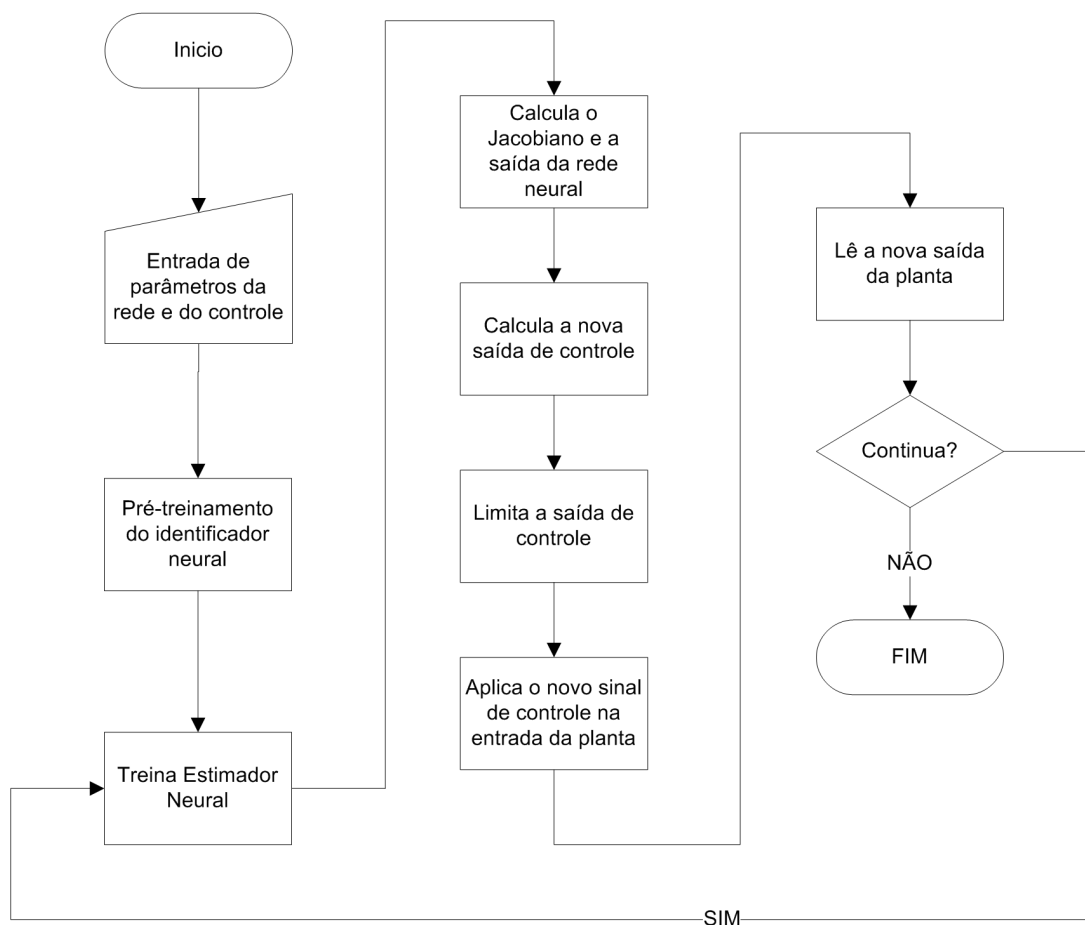 Inicio
Entrada de
parâmetros da
rede e do controle
Pré-treinamento
do identificador
neural
Treina Estimador
Neural
Calcula o
Jacobiano e a
saída da rede
neural
Calcula a nova
saída de controle
Limita a saída de
controle
Aplica o novo sinal
de controle na
entrada da planta
Lê a nova saída
da planta
Continua?
NÃO
FIM
SIM